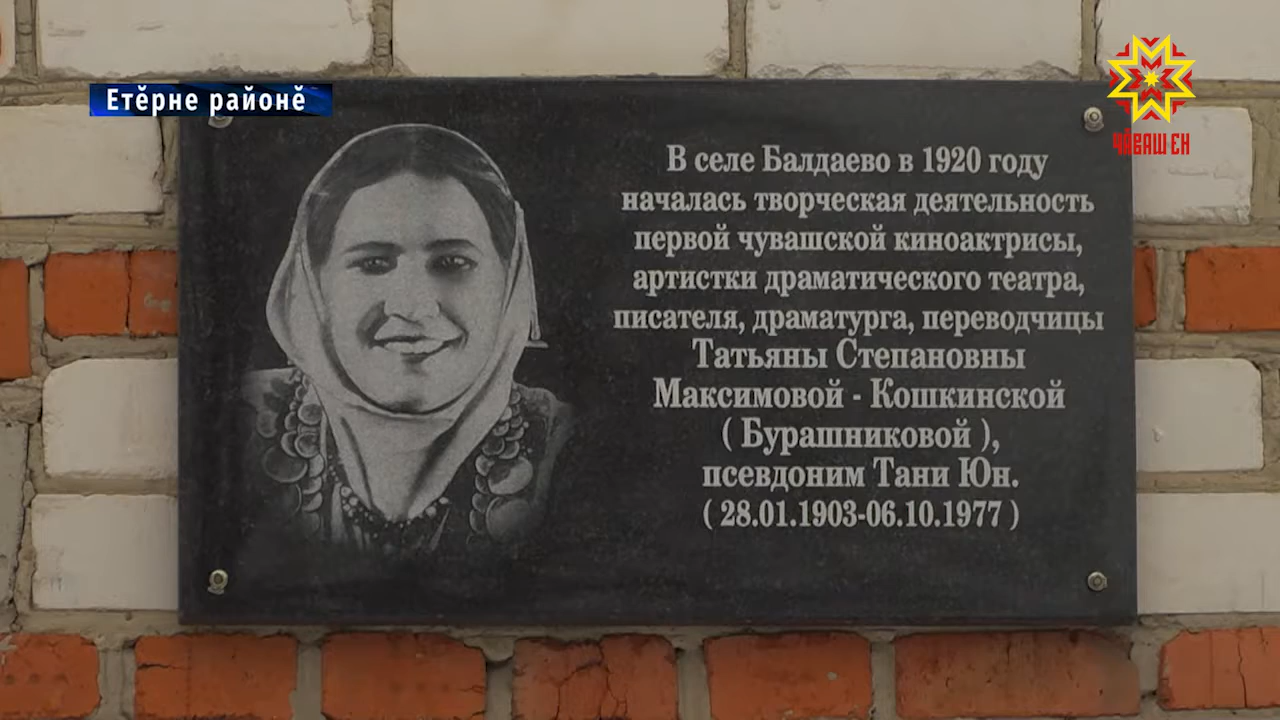 Етӗрне районӗ
ЧӐВАШ ЕН
В селе Балдаево в 1920 году
началась творческая деятельность
первой чувашской киноактрисы,
артистки драматического театра,
писателя, драматурга, переводчицы
Татьяны Степановны
Максимовой - Кошкинской
( Бурашниковой ),
псевдоним Тани Юн.
( 28.01.1903-06.10.1977 )